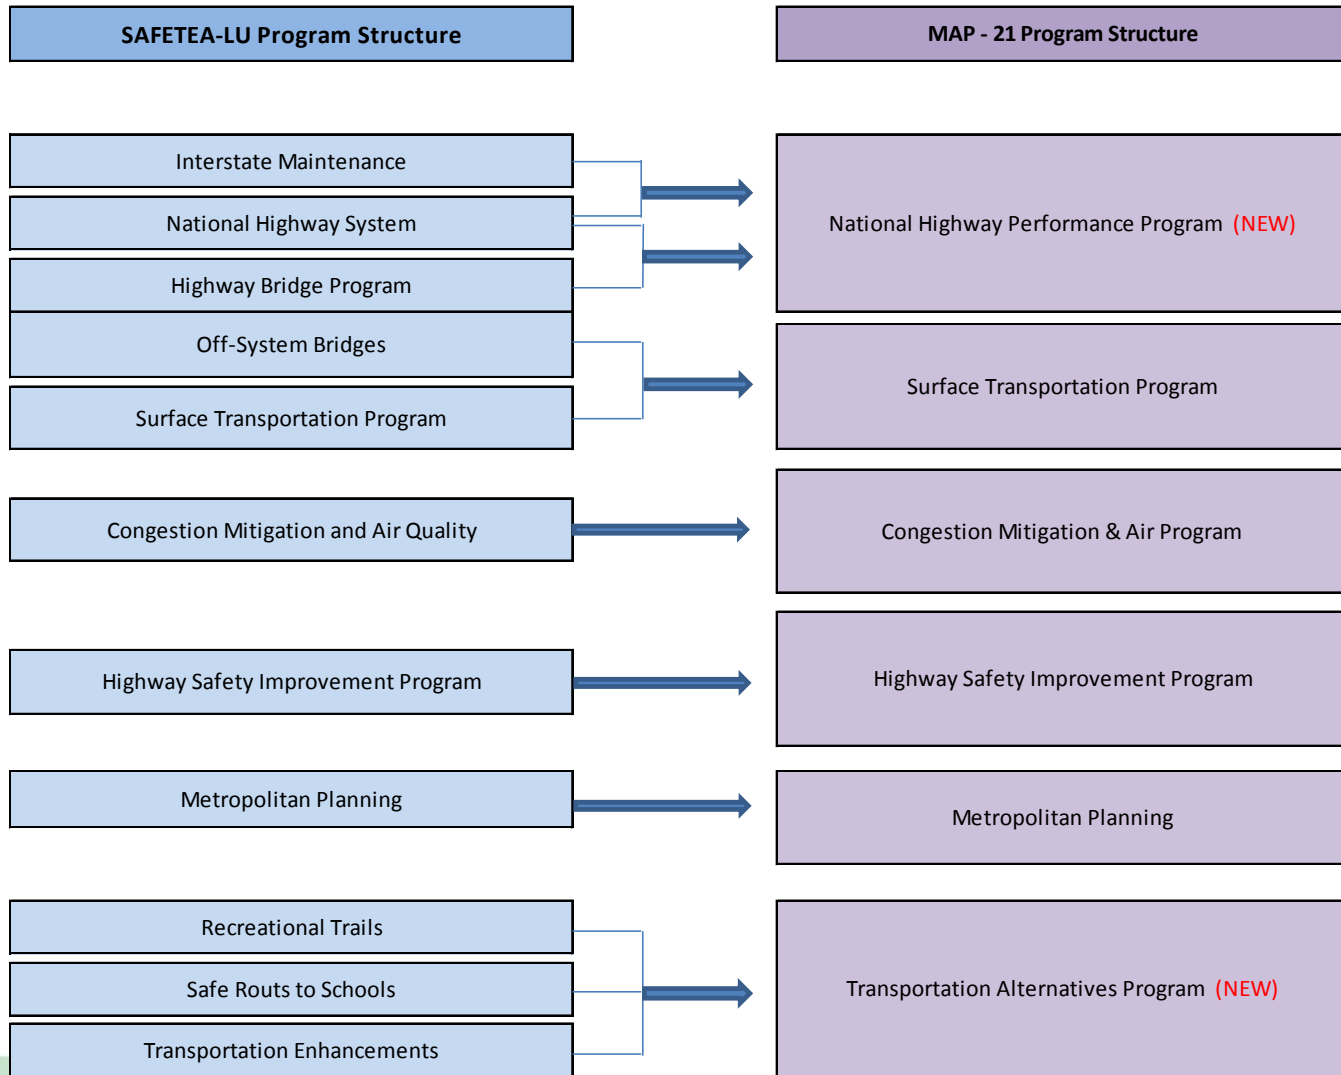 SAFETEA-LU Program Structure
MAP - 21 Program Structure
Interstate Maintenance
National Highway System
Highway Bridge Program
National Highway Performance Program (NEW)
Off-System Bridges
Surface Transportation Program
Surface Transportation Program
Congestion Mitigation and Air Quality
Congestion Mitigation & Air Program
Highway Safety Improvement Program
Highway Safety Improvement Program
Metropolitan Planning
Metropolitan Planning
Recreational Trails
Safe Routs to Schools
Transportation Enhancements
Transportation Alternatives Program (NEW)